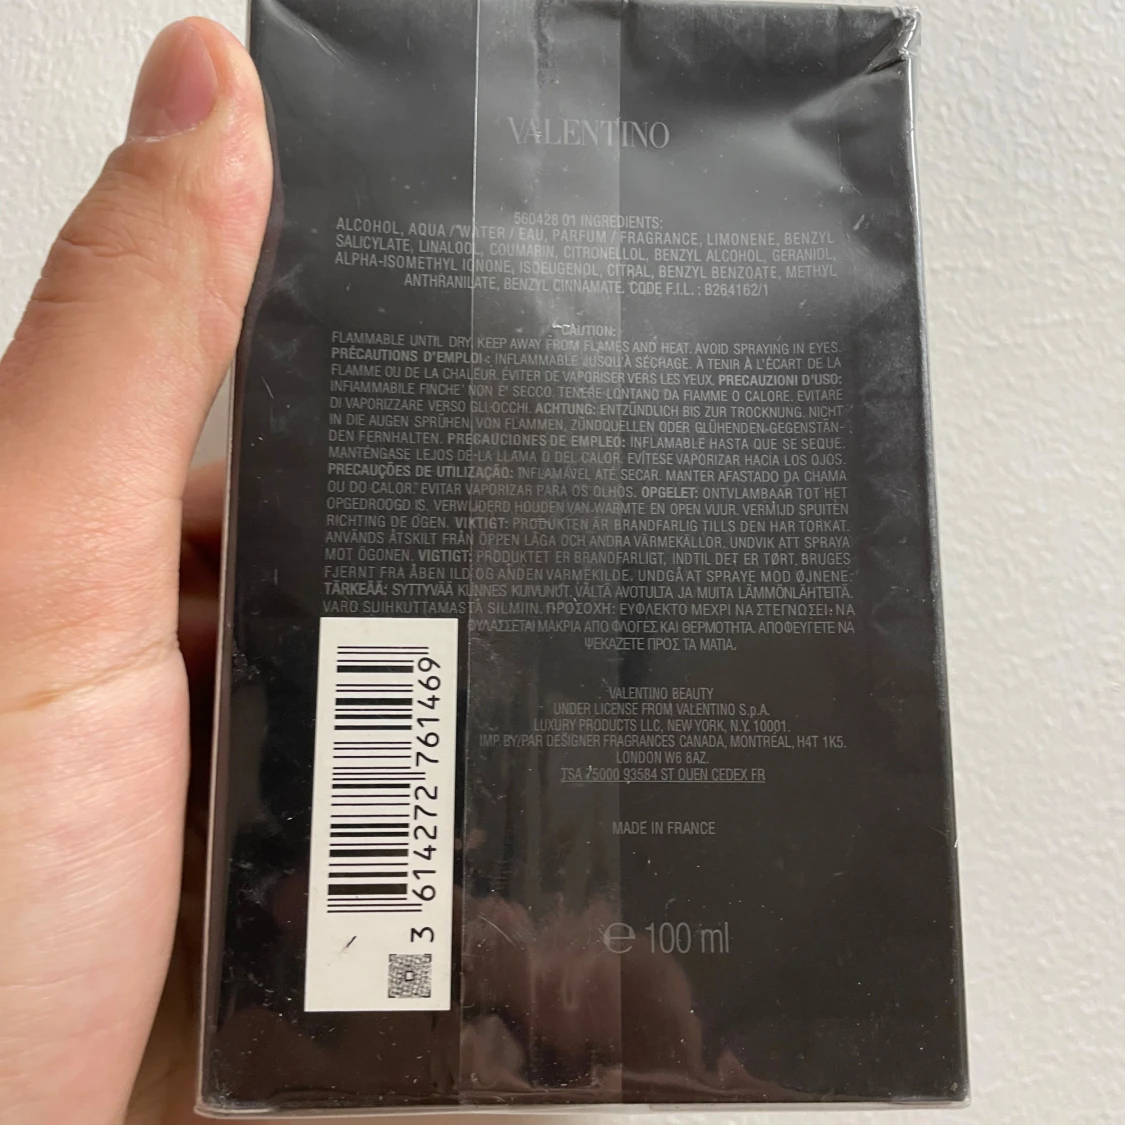 VALENTINO
560428 01 INGREDIENTS:
ALCOHOL, AQUA / WATER / EAU, PARFUM / FRAGRANCE, LIMONENE, BENZYL
SALICYLATE, LINALOOL, COUMARIN, CITRONELLOL, BENZYL ALCOHOL, GERANIOL,
ALPHA-ISOMETHYL IONONE, ISOEUGENOL, CITRAL, BENZYL BENZOATE, METHYL
ANTHRANILATE, BENZYL CINNAMATE. CODE F.I.L. : B264162/1
CAUTION:
FLAMMABLE UNTIL DRY. KEEP AWAY FROM FLAMES AND HEAT. AVOID SPRAYING IN EYES.
PRÉCAUTIONS D'EMPLOI : INFLAMMABLE JUSQU'À SÉCHAGE. À TENIR À L'ÉCART DE LA
FLAMME OU DE LA CHALEUR. ÉVITER DE VAPORISER VERS LES YEUX. PRECAUZIONI D'USO:
INFIAMMABILE FINCHE' NON E' SECCO. TENERE LONTANO DA FIAMME O CALORE. EVITARE
DI VAPORIZZARE VERSO GLI OCCHI. ACHTUNG: ENTZÜNDLICH BIS ZUR TROCKNUNG. NICHT
IN DIE AUGEN SPRÜHEN. VON FLAMMEN, ZÜNDQUELLEN ODER GLÜHENDEN GEGENSTÄN-
DEN FERNHALTEN. PRECAUCIONES DE EMPLEO: INFLAMABLE HASTA QUE SE SEQUE.
MANTÉNGASE LEJOS DE LA LLAMA O DEL CALOR. EVÍTESE VAPORIZAR HACIA LOS OJOS.
PRECAUÇÕES DE UTILIZAÇÃO: INFLAMÁVEL ATÉ SECAR. MANTER AFASTADO DA CHAMA
OU DO CALOR. EVITAR VAPORIZAR PARA OS OLHOS. OPGELET: ONTVLAMBAAR TOT HET
OPGEDROOGD IS. VERWIJDERD HOUDEN VAN WARMTE EN OPEN VUUR. VERMIJD SPUITEN
RICHTING DE OGEN. VIKTIGT: PRODUKTEN ÄR BRANDFARLIG TILLS DEN HAR TORKAT.
ANVÄNDS ÅTSKILT FRÅN ÖPPEN LÅGA OCH ANDRA VÄRMEKÄLLOR. UNDVIK ATT SPRAYA
MOT ÖGONEN. VIGTIGT: PRODUKTET ER BRANDFARLIGT, INDTIL DET ER TØRT. BRUGES
FJERNT FRA ÅBEN ILD OG ANDEN VARMEKILDE. UNDGÅ AT SPRAYE MOD ØJNENE.
TÄRKEÄÄ: SYTTYVÄÄ KUNNES KUIVUNUT. VÄLTÄ AVOTULTA JA MUITA LÄMMÖNLÄHTEITÄ.
VARO SUIHKUTTAMASTA SILMIIN. ΠΡΟΣΟΧΗ: ΕΥΦΛΕΚΤΟ ΜΕΧΡΙ ΝΑ ΣΤΕΓΝΩΣΕΙ. ΝΑ
ΦΥΛΑΣΣΕΤΑΙ ΜΑΚΡΙΑ ΑΠΟ ΦΛΟΓΕΣ ΚΑΙ ΘΕΡΜΟΤΗΤΑ. ΑΠΟΦΕΥΓΕΤΕ ΝΑ
ΨΕΚΑΖΕΤΕ ΠΡΟΣ ΤΑ ΜΑΤΙΑ.
VALENTINO BEAUTY
UNDER LICENSE FROM VALENTINO S.p.A.
LUXURY PRODUCTS LLC, NEW YORK, N.Y. 10001.
IMP. BY/PAR DESIGNER FRAGRANCES CANADA, MONTRÉAL, H4T 1K5.
LONDON W6 8AZ.
TSA 75000 93584 ST OUEN CEDEX FR
MADE IN FRANCE
℮ 100 ml
3 614272 761469